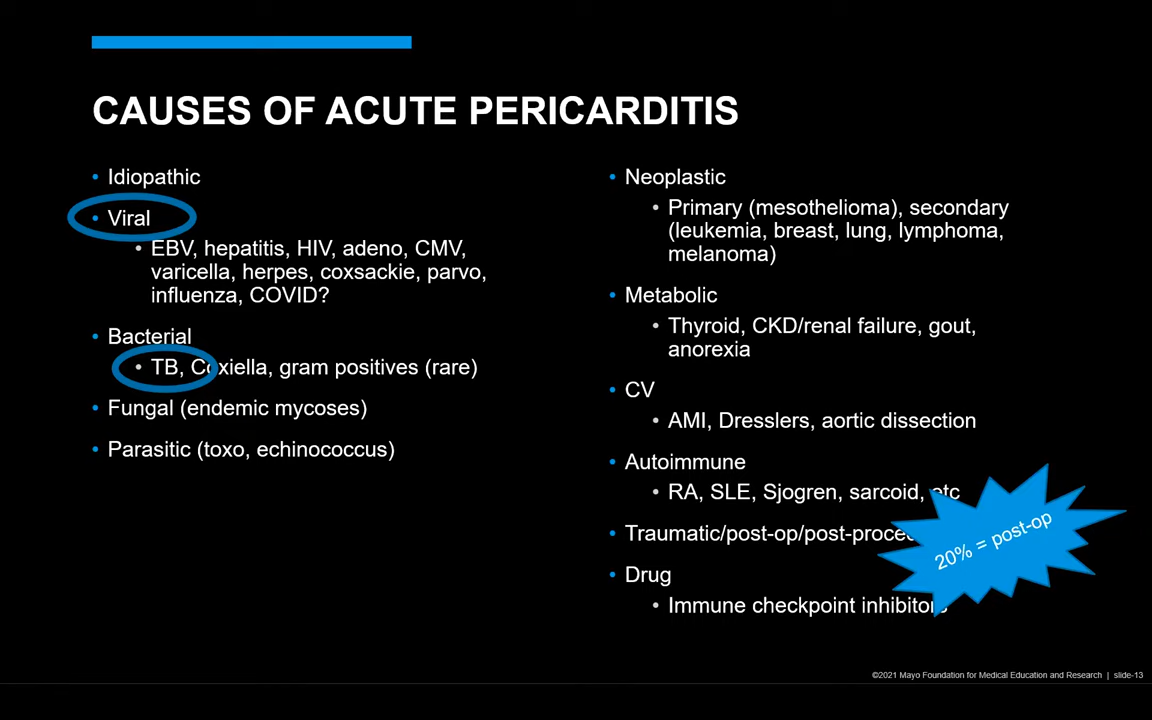 CAUSES OF ACUTE PERICARDITIS
• Idiopathic
• Viral
• EBV, hepatitis, HIV, adeno, CMV,
varicella, herpes, coxsackie, parvo,
influenza, COVID?
• Bacterial
• TB, Coxiella, gram positives (rare)
• Fungal (endemic mycoses)
• Parasitic (toxo, echinococcus)
• Neoplastic
• Primary (mesothelioma), secondary
(leukemia, breast, lung, lymphoma,
melanoma)
• Metabolic
• Thyroid, CKD/renal failure, gout,
anorexia
• CV
• AMI, Dresslers, aortic dissection
• Autoimmune
• RA, SLE, Sjogren, sarcoid, etc
• Traumatic/post-op/
20% = post-op
• Drug
• Immune checkpoint inhibitors
©2021 Mayo Foundation for Medical Education and Research | slide-13